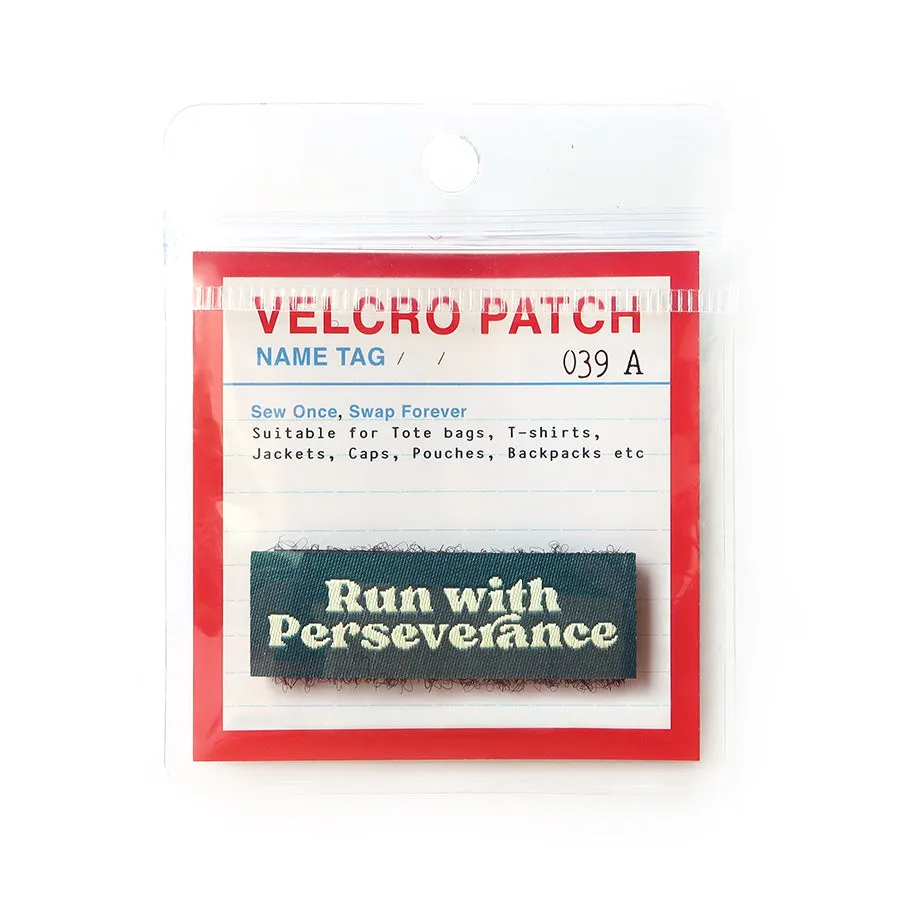 VELCRO PATCH
NAME TAG / / 039 A
Sew Once, Swap Forever
Suitable for Tote bags, T-shirts,
Jackets, Caps, Pouches, Backpacks etc
Run with
Perseverance